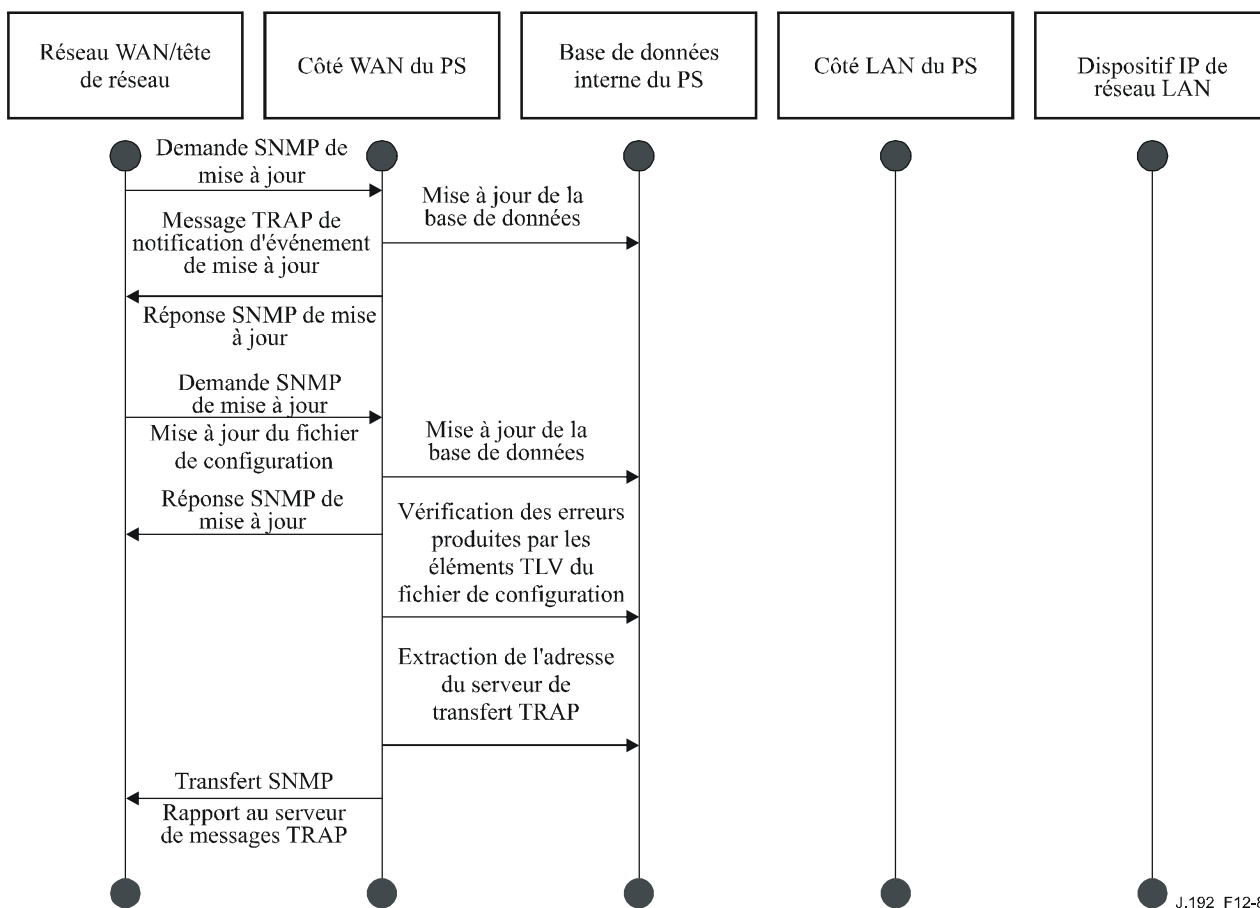 Réseau WAN/tête
de réseau
Côté WAN du PS
Base de données
interne du PS
Côté LAN du PS
Dispositif IP de
réseau LAN
Demande SNMP de
mise à jour
Mise à jour de la
base de données
Message TRAP de
notification d'événement
de mise à jour
Réponse SNMP de mise
à jour
Demande SNMP
de mise à jour
Mise à jour du fichier
de configuration
Mise à jour de la
base de données
Réponse SNMP de
mise à jour
Vérification des erreurs
produites par les
éléments TLV du
fichier de configuration
Extraction de l'adresse
du serveur de
transfert TRAP
Transfert SNMP
Rapport au serveur
de messages TRAP